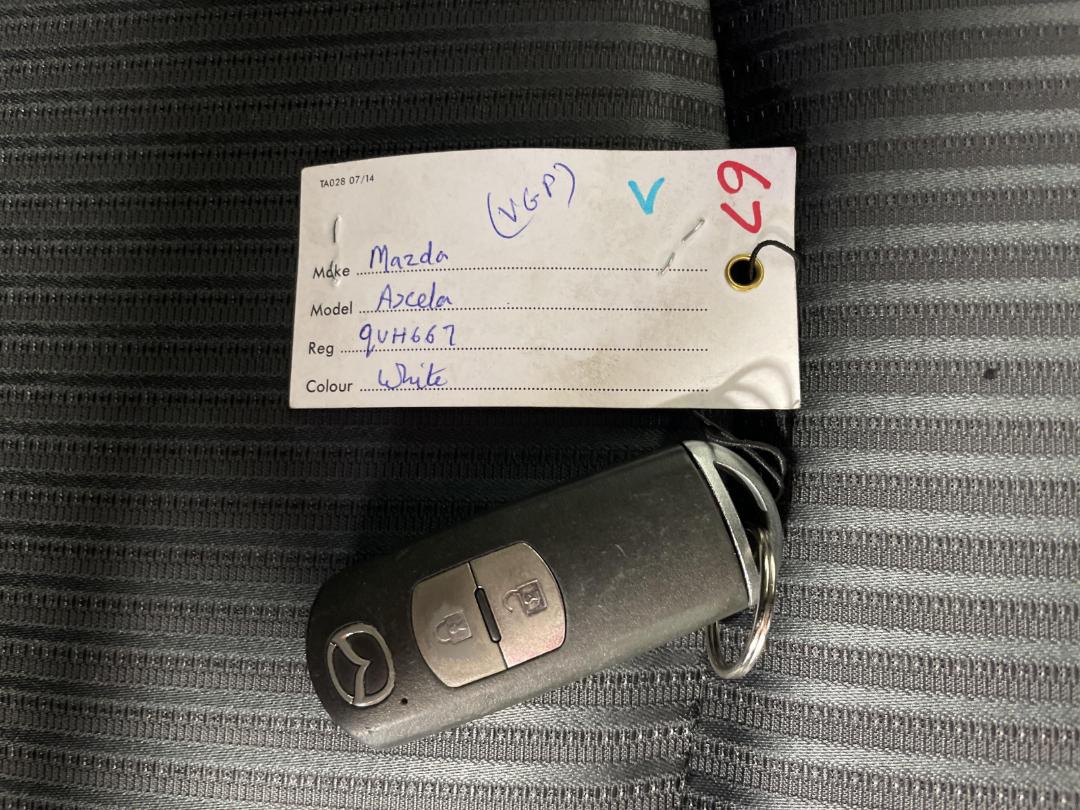 TA028 07/14
(VGP)
V
67
Make Mazda
Model Axela
Reg QVH667
Colour White